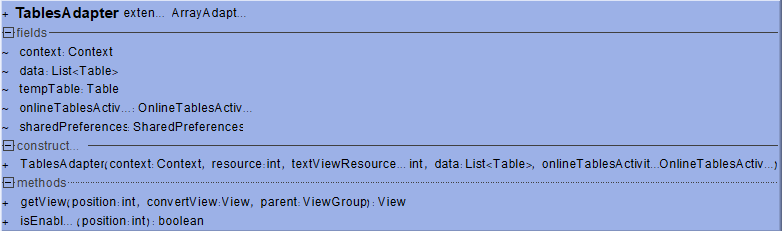 + TablesAdapter exten... ArrayAdapt...
fields
~ context:Context
~ data:List<Table>
~ tempTable:Table
~ onlineTablesActiv...:OnlineTablesActiv...
~ sharedPreferences:SharedPreferences
construct...
+ TablesAdapter(context:Context, resource:int, textViewResource... int, data:List<Table>, onlineTablesActivit...OnlineTablesActiv...)
methods
+ getView(position:int, convertView:View, parent:ViewGroup):View
+ isEnabl... (position:int):boolean